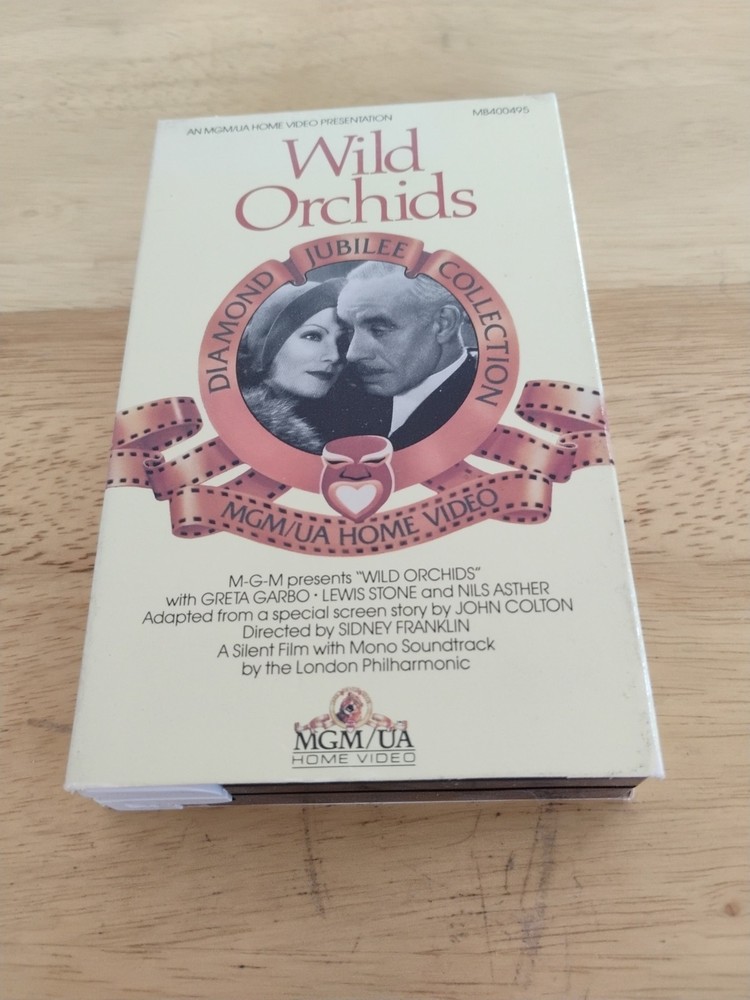 AN MGM/UA HOME VIDEO PRESENTATION
MB400495
Wild
Orchids
DIAMOND JUBILEE COLLECTION
MGM/UA HOME VIDEO
M-G-M presents "WILD ORCHIDS"
with GRETA GARBO · LEWIS STONE and NILS ASTHER
Adapted from a special screen story by JOHN COLTON
Directed by SIDNEY FRANKLIN
A Silent Film with Mono Soundtrack
by the London Philharmonic
MGM/UA
HOME VIDEO